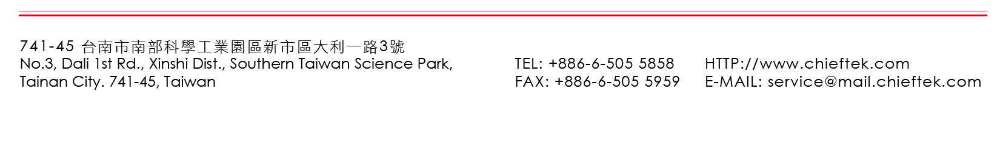 741-45 台南市南部科學工業園區新市區大利一路3號
No.3, Dali 1st Rd., Xinshi Dist., Southern Taiwan Science Park,
Tainan City. 741-45, Taiwan
TEL: +886-6-505 5858
FAX: +886-6-505 5959
HTTP://www.chieftek.com
E-MAIL: service@mail.chieftek.com